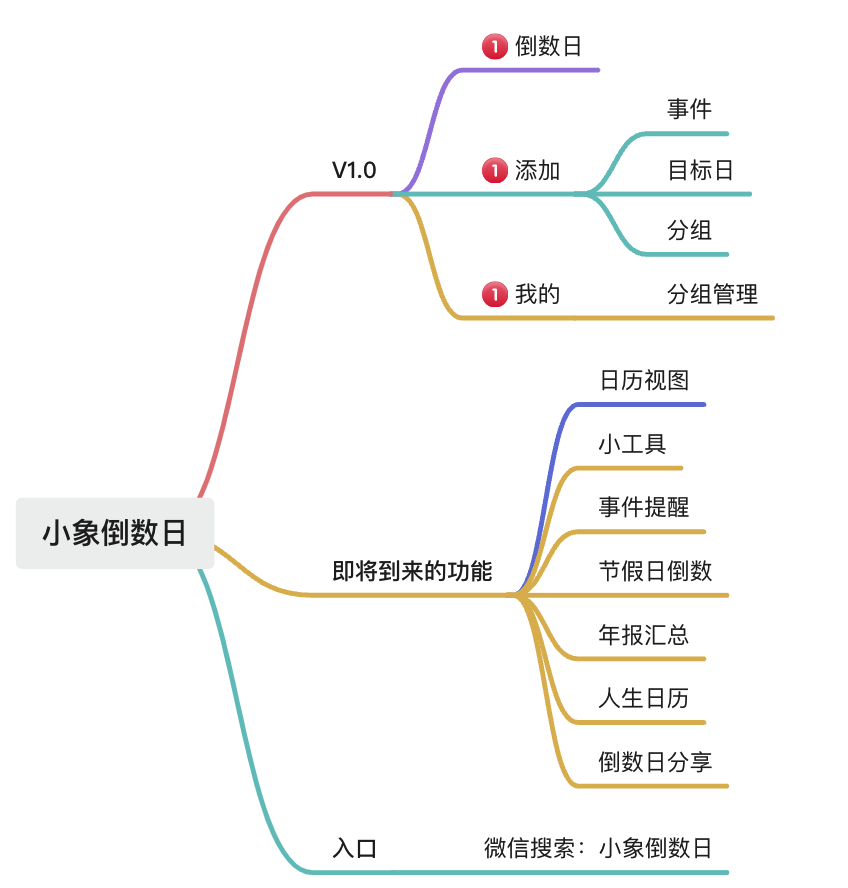 小象倒数日
V1.0
1 倒数日
1 添加
事件
目标日
分组
1 我的
分组管理
即将到来的功能
日历视图
小工具
事件提醒
节假日倒数
年报汇总
人生日历
倒数日分享
入口
微信搜索：小象倒数日